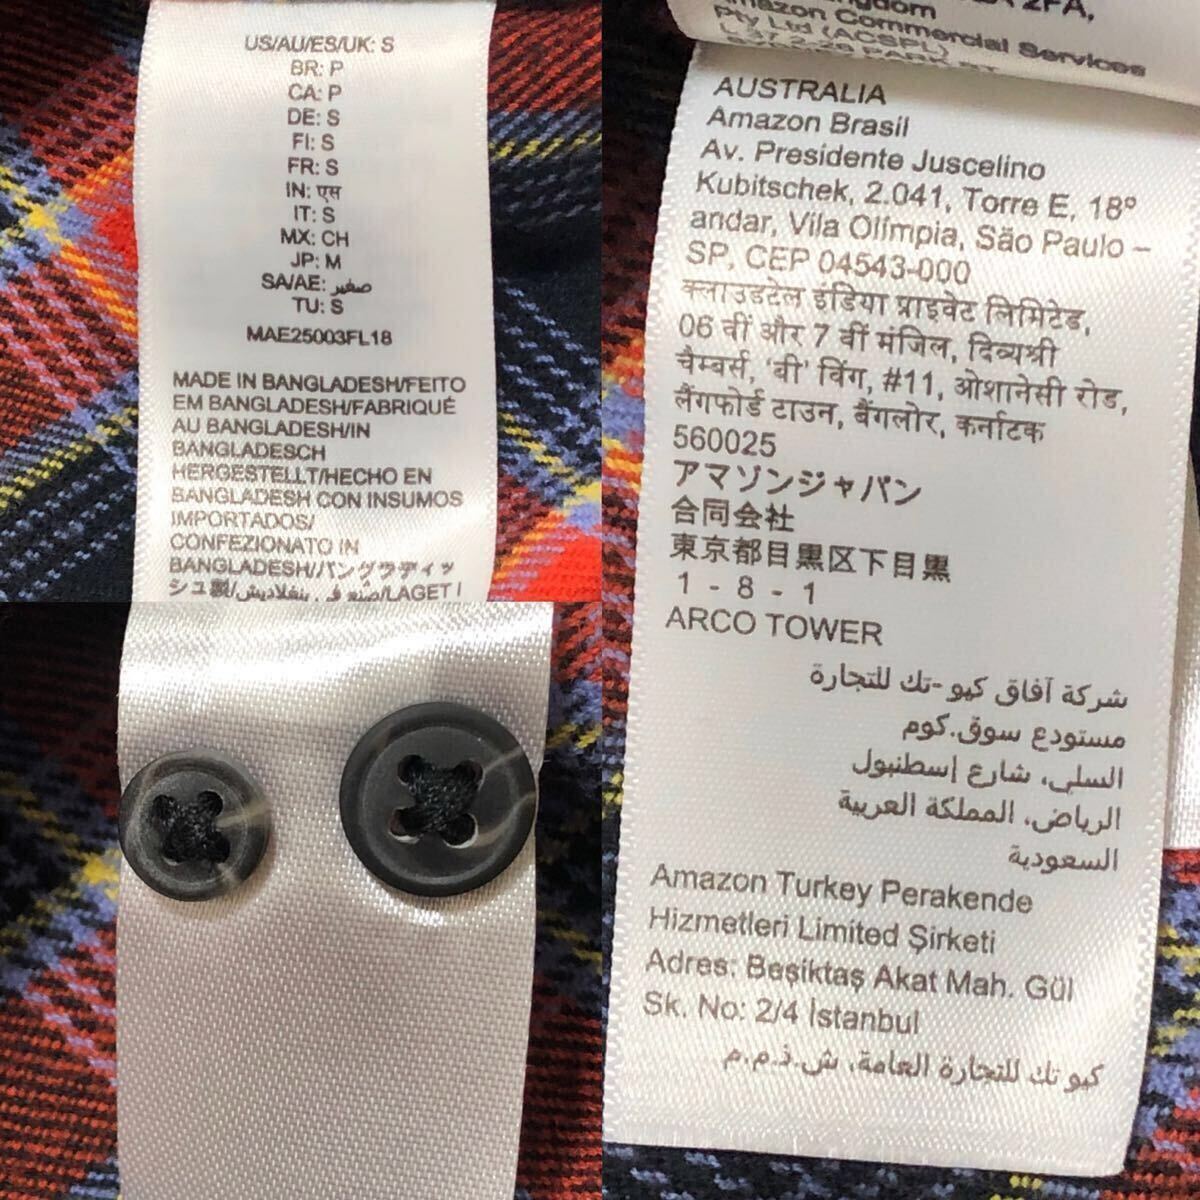 US/AU/ES/UK: S
BR: P
CA: P
DE: S
FI: S
FR: S
IN: एस
IT: S
MX: CH
JP: M
SA/AE: صغير
TU: S
MAE25003FL18
MADE IN BANGLADESH/FEITO
EM BANGLADESH/FABRIQUÉ
AU BANGLADESH/IN
BANGLADESCH
HERGESTELLT/HECHO EN
BANGLADESH CON INSUMOS
IMPORTADOS/
CONFEZIONATO IN
BANGLADESH/バングラディッ
シュ製/صنع في بنغلاديش/LAGET I
2FA,
Amazon Commercial Services
Pty Ltd (ACSPL)
AUSTRALIA
Amazon Brasil
Av. Presidente Juscelino
Kubitschek, 2.041, Torre E, 18º
andar, Vila Olímpia, São Paulo –
SP, CEP 04543-000
क्लाउडटेल इंडिया प्राइवेट लिमिटेड,
06 वीं और 7 वीं मंजिल, दिव्यश्री
चैम्बर्स, 'बी' विंग, #11, ओशानेसी रोड,
लैंगफोर्ड टाउन, बैंगलोर, कर्नाटक
560025
アマゾンジャパン
合同会社
東京都目黒区下目黒
1 - 8 - 1
ARCO TOWER
شركة آفاق كيو-تك للتجارة
مستودع سوق.كوم
السلي، شارع إسطنبول
الرياض، المملكة العربية
السعودية
Amazon Turkey Perakende
Hizmetleri Limited Şirketi
Adres: Beşiktaş Akat Mah. Gül
Sk. No: 2/4 İstanbul
كيو تك للتجارة العامة، ش.ذ.م.م